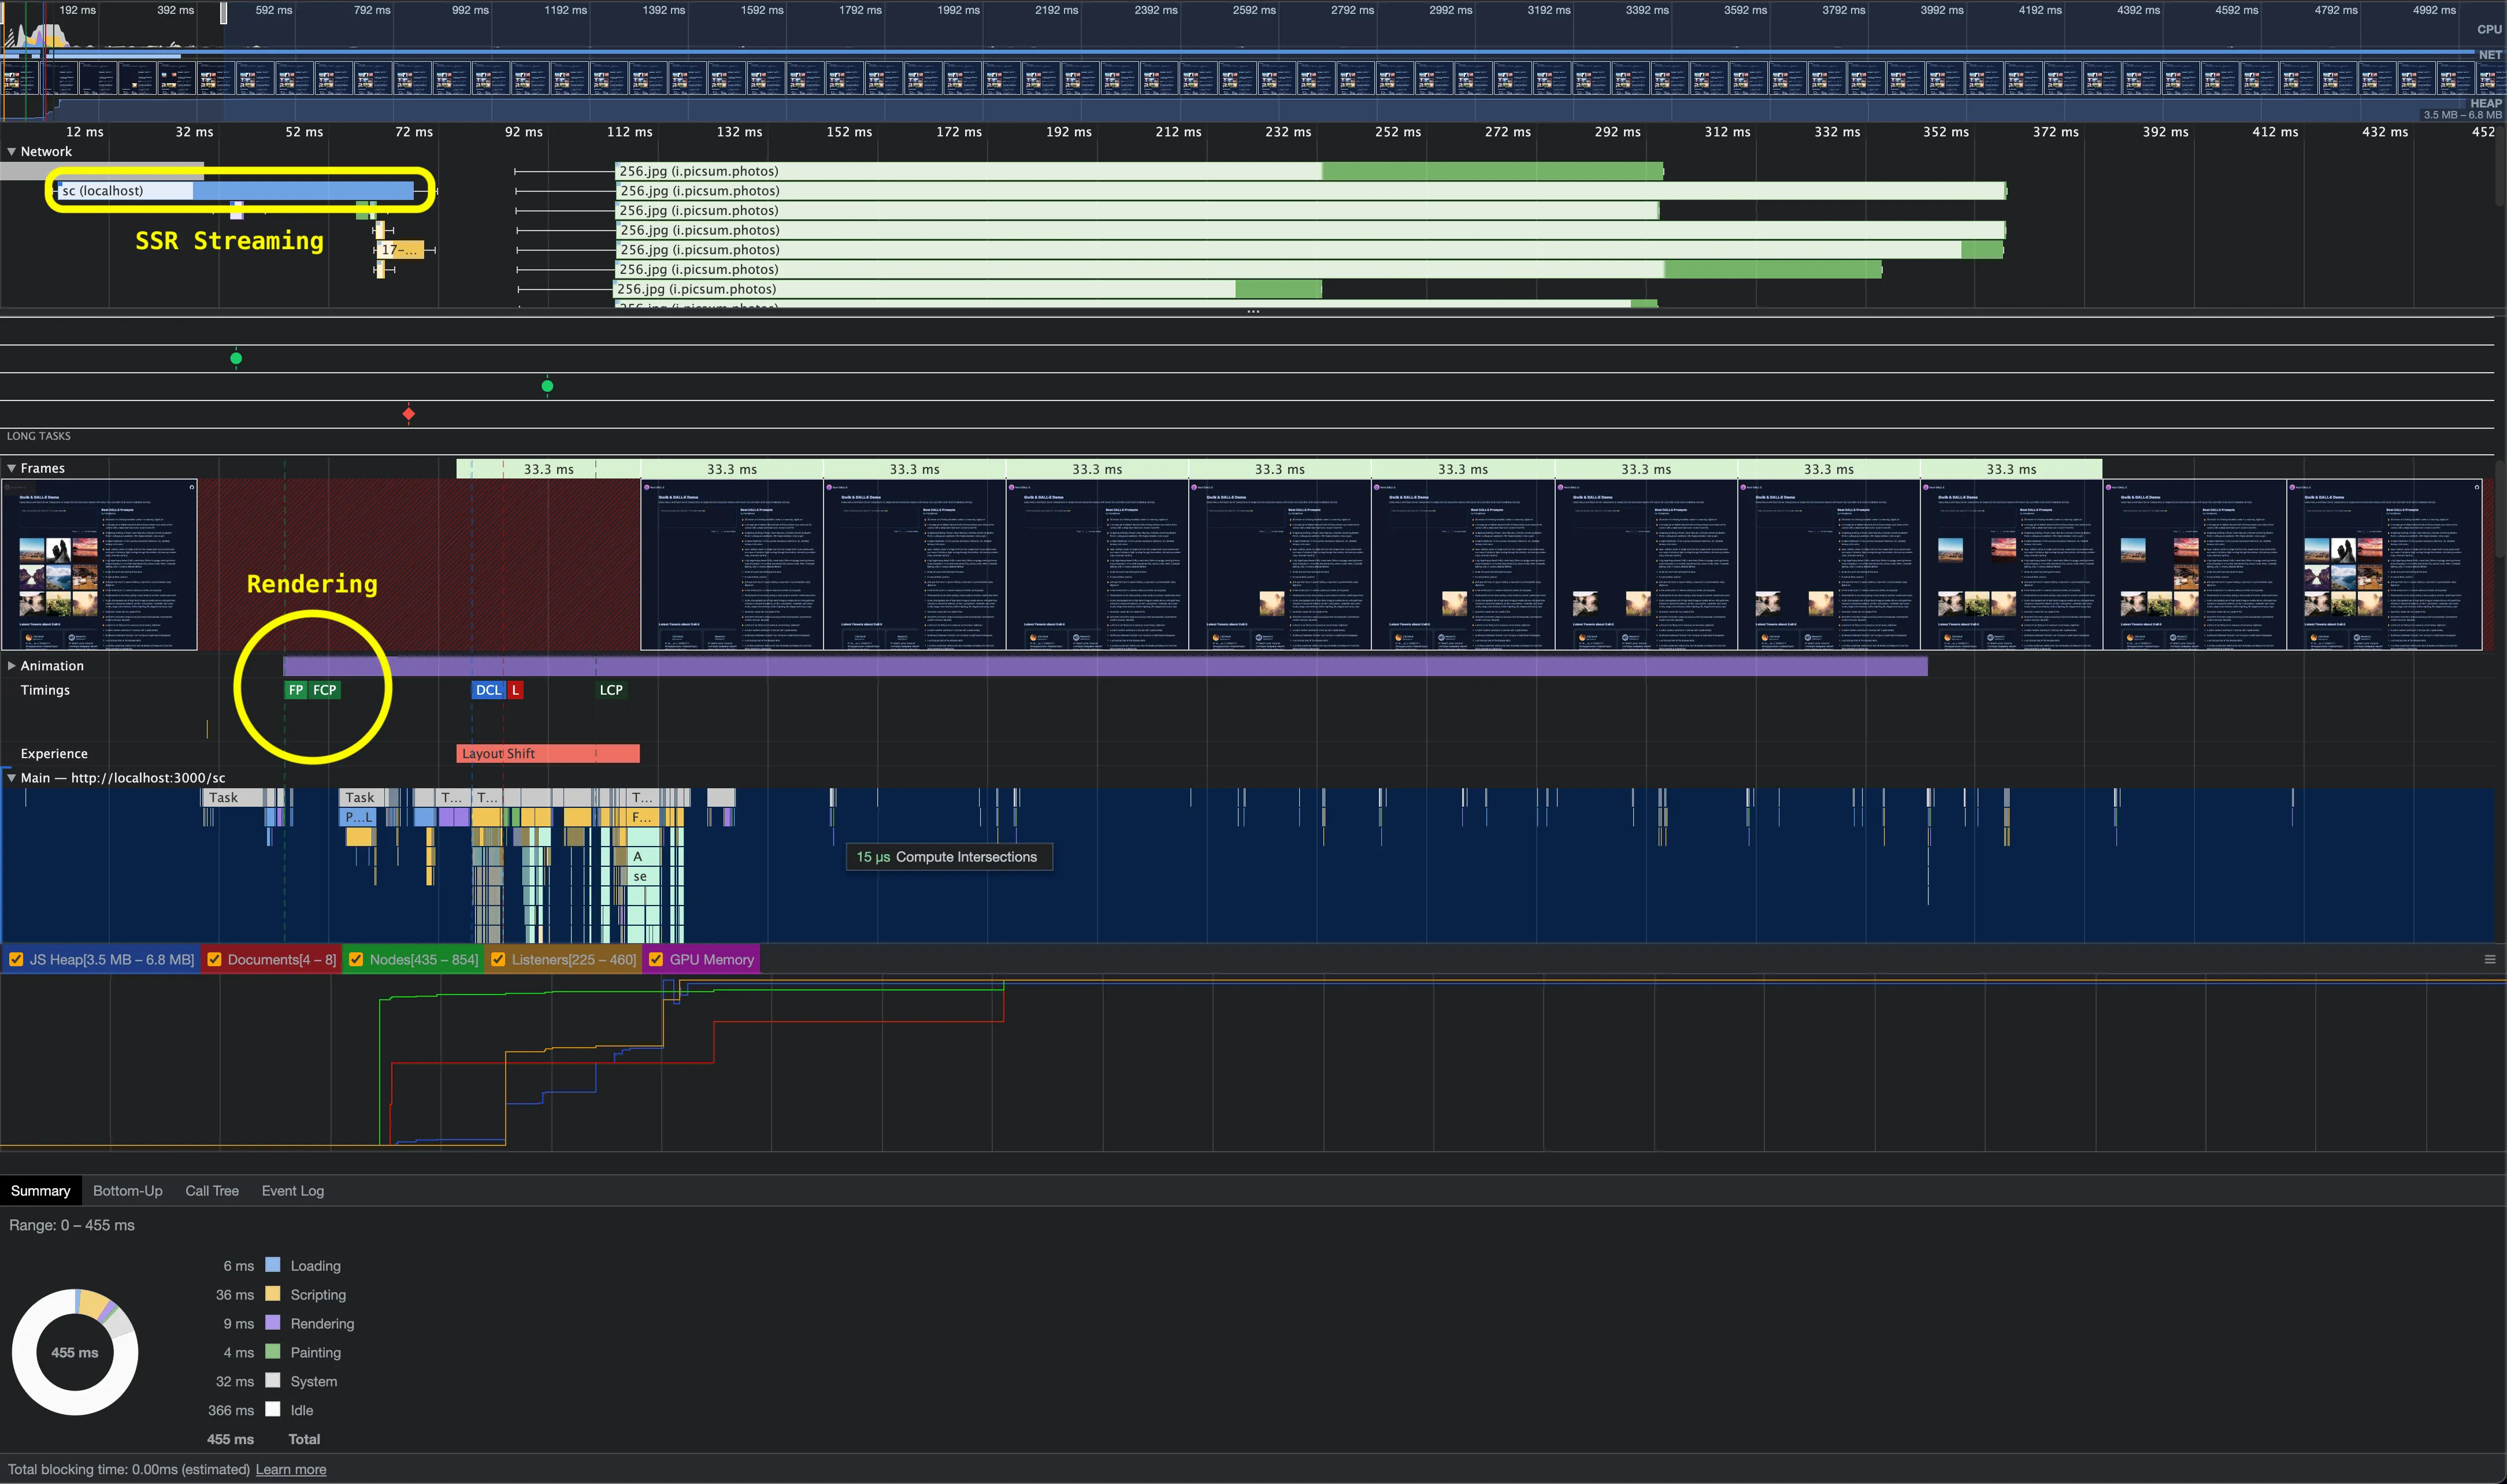 192 ms 392 ms 592 ms 792 ms 992 ms 1192 ms 1392 ms 1592 ms 1792 ms 1992 ms 2192 ms 2392 ms 2592 ms 2792 ms 2992 ms 3192 ms 3392 ms 3592 ms 3792 ms 3992 ms 4192 ms 4392 ms 4592 ms 4792 ms 4992 ms
CPU
NET
HEAP
3.5 MB – 6.8 MB
12 ms 32 ms 52 ms 72 ms 92 ms 112 ms 132 ms 152 ms 172 ms 192 ms 212 ms 232 ms 252 ms 272 ms 292 ms 312 ms 332 ms 352 ms 372 ms 392 ms 412 ms 432 ms 452
Network
256.jpg (i.picsum.photos)
sc (localhost) 256.jpg (i.picsum.photos)
256.jpg (i.picsum.photos)
256.jpg (i.picsum.photos)
SSR Streaming
17-... 256.jpg (i.picsum.photos)
256.jpg (i.picsum.photos)
256.jpg (i.picsum.photos)
256.jpg (i.picsum.photos)
LONG TASKS
Frames 33.3 ms 33.3 ms 33.3 ms 33.3 ms 33.3 ms 33.3 ms 33.3 ms 33.3 ms 33.3 ms
Rendering
Animation
Timings FP FCP DCL L LCP
Experience Layout Shift
Main — http://localhost:3000/sc
Task Task T... T... T...
P...L F...
A
15 µs Compute Intersections
se
JS Heap[3.5 MB – 6.8 MB] Documents[4 – 8] Nodes[435 – 854] Listeners[225 – 460] GPU Memory
Summary Bottom-Up Call Tree Event Log
Range: 0 – 455 ms
6 ms Loading
36 ms Scripting
9 ms Rendering
455 ms
4 ms Painting
32 ms System
366 ms Idle
455 ms Total
Total blocking time: 0.00ms (estimated) Learn more